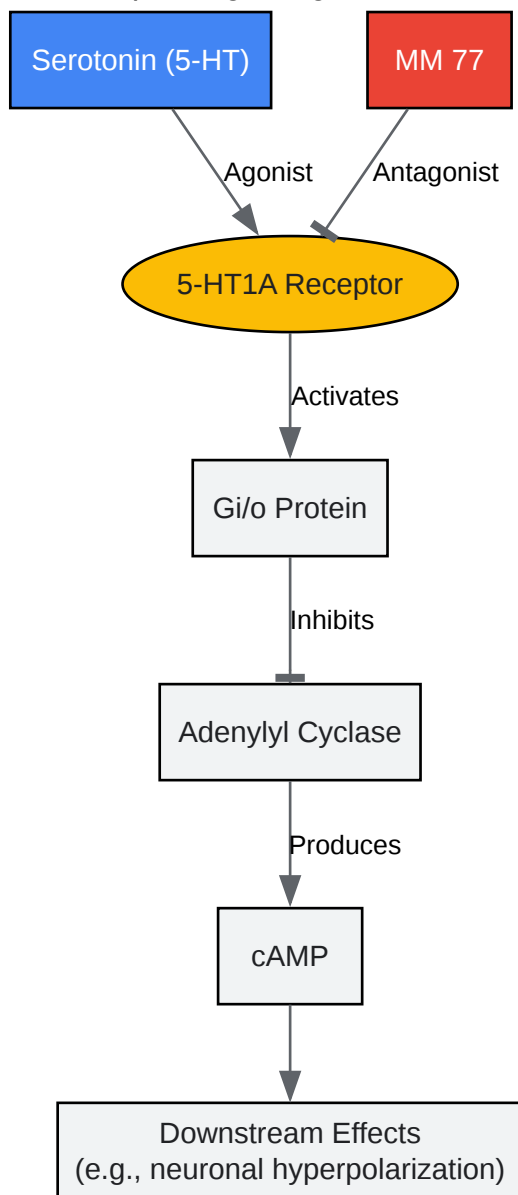 Serotonin (5-HT)
MM 77
Agonist
Antagonist
5-HT1A Receptor
Activates
Gi/o Protein
Inhibits
Adenylyl Cyclase
Produces
cAMP
Downstream Effects
(e.g., neuronal hyperpolarization)